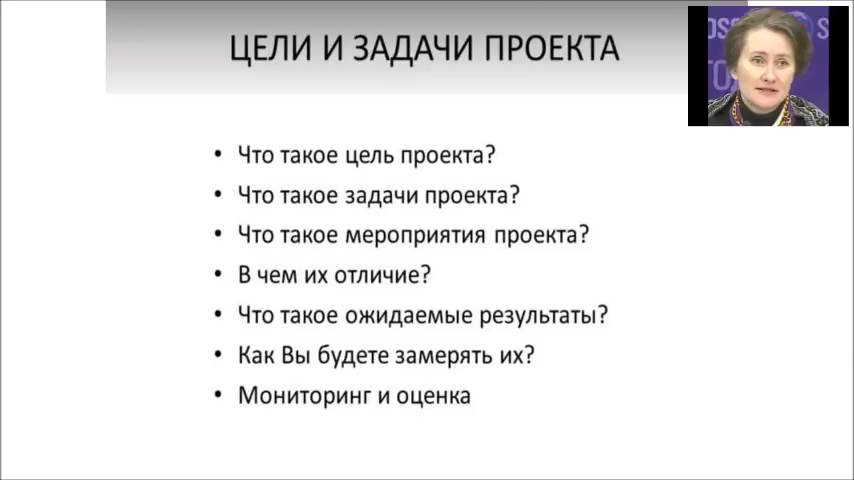 ЦЕЛИ И ЗАДАЧИ ПРОЕКТА
• Что такое цель проекта?
• Что такое задачи проекта?
• Что такое мероприятия проекта?
• В чем их отличие?
• Что такое ожидаемые результаты?
• Как Вы будете замерять их?
• Мониторинг и оценка